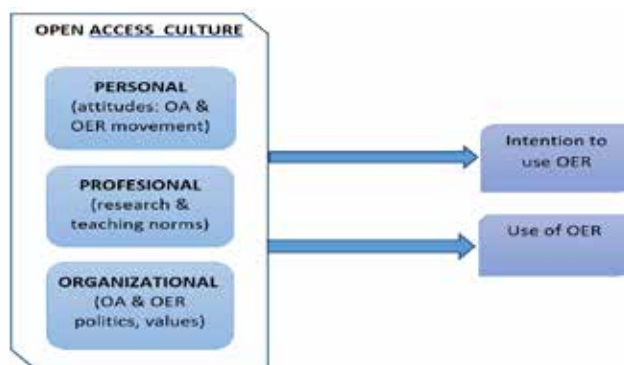 OPEN ACCESS CULTURE
PERSONAL
(attitudes: OA &
OER movement)
PROFESIONAL
(research &
teaching norms)
ORGANIZATIONAL
(OA & OER
politics, values)
Intention to
use OER
Use of OER